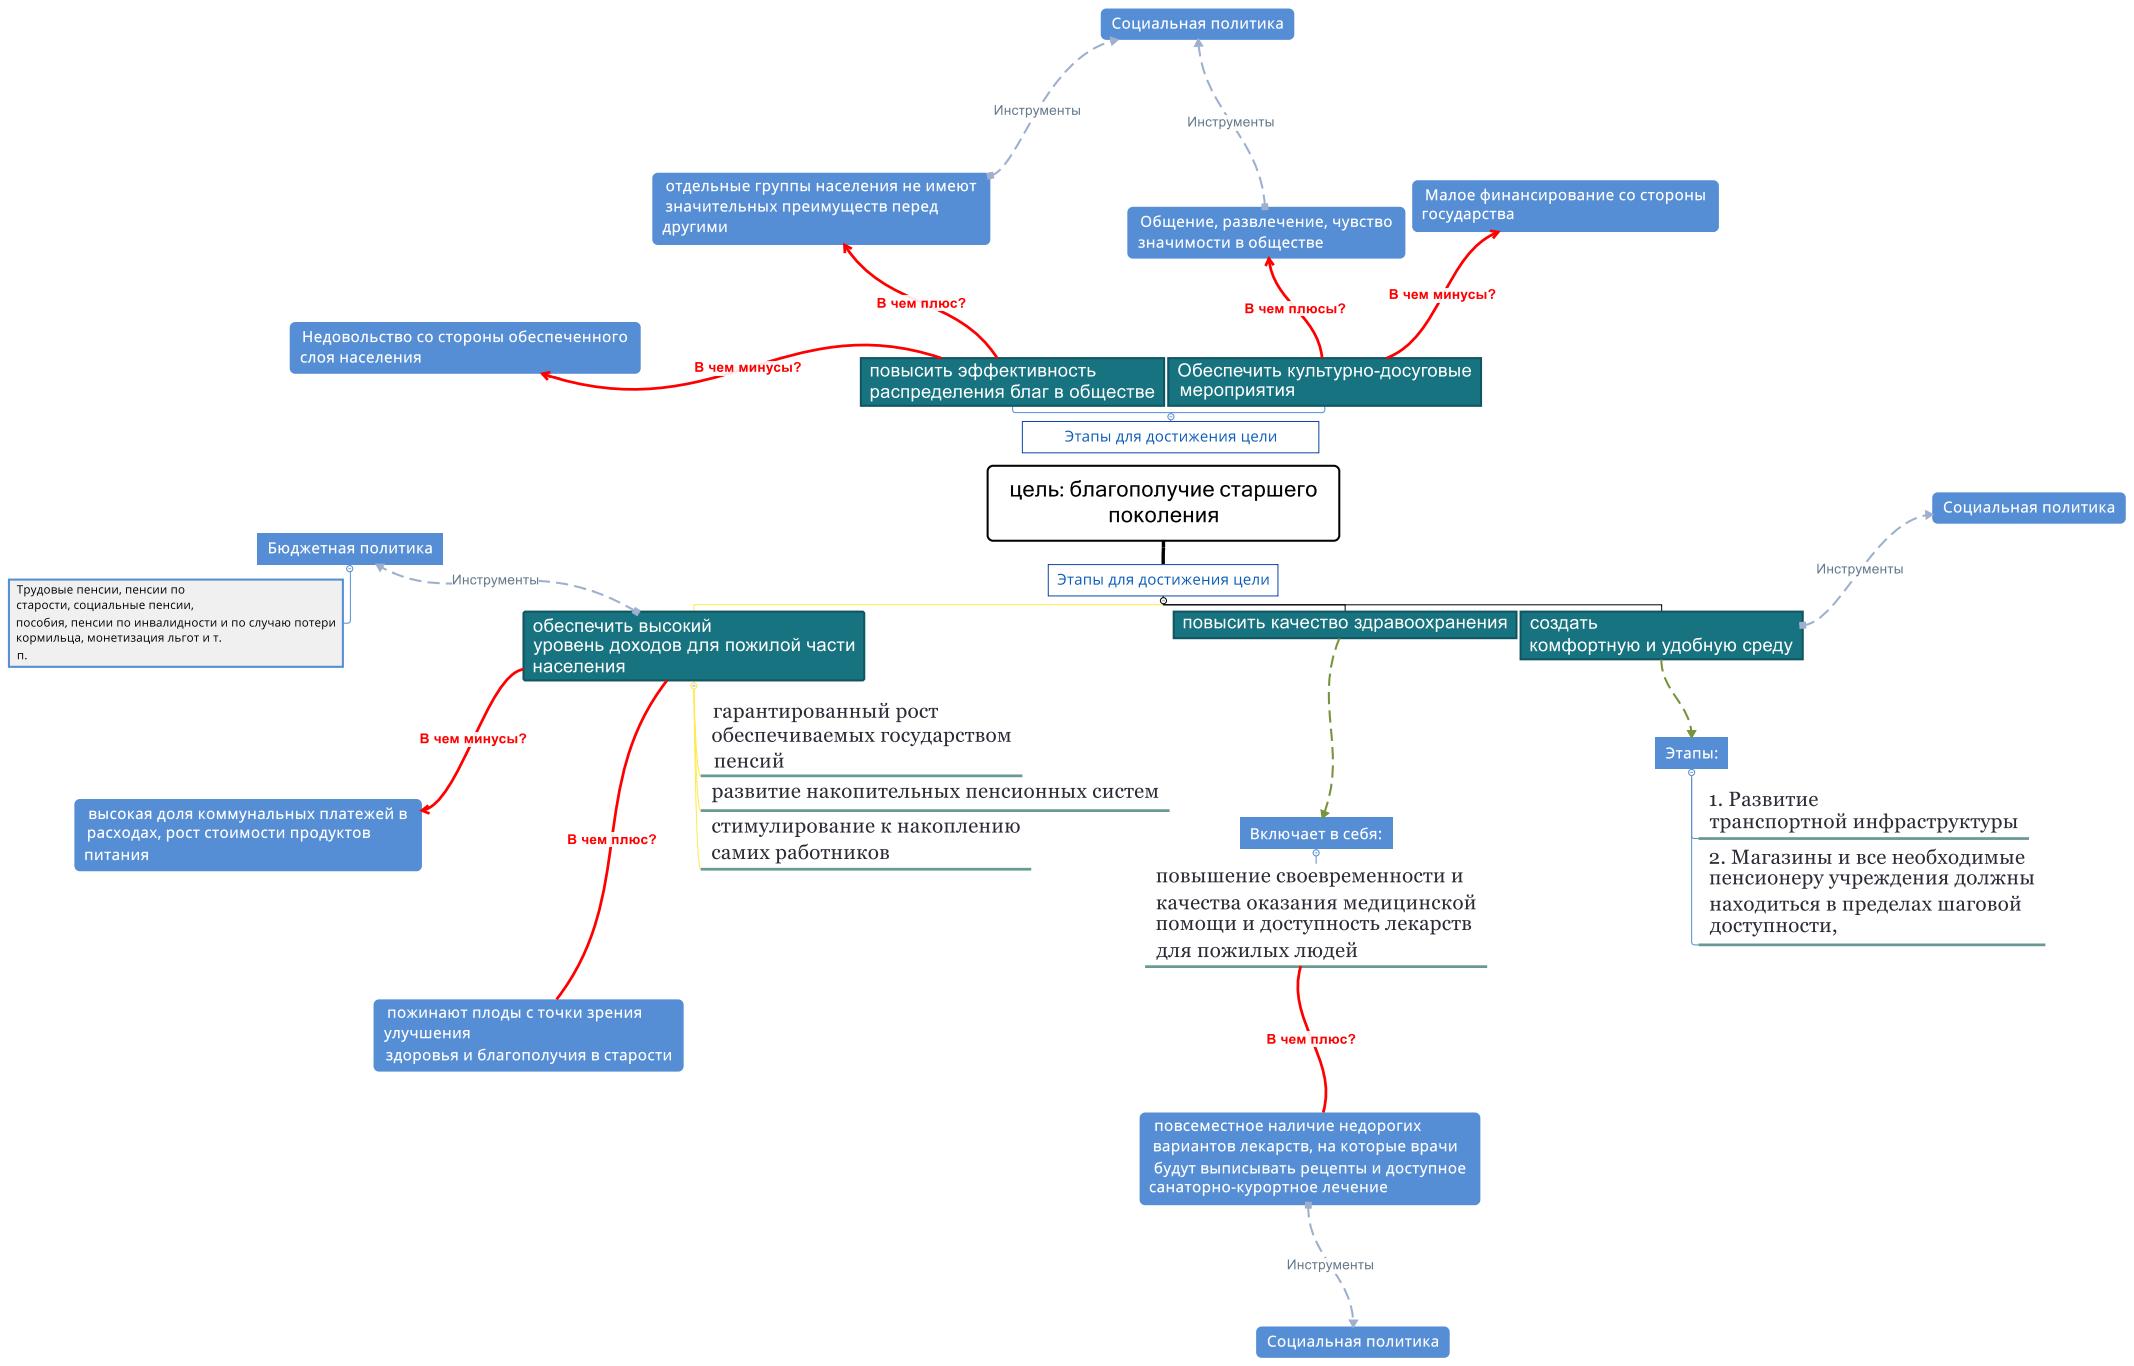 Социальная политика
Инструменты
Инструменты
отдельные группы населения не имеют
значительных преимуществ перед
другими
Общение, развлечение, чувство
значимости в обществе
Малое финансирование со стороны
государства
В чем плюс?
В чем плюсы?
В чем минусы?
Недовольство со стороны обеспеченного
слоя населения
В чем минусы?
повысить эффективность
распределения благ в обществе
Обеспечить культурно-досуговые
мероприятия
Этапы для достижения цели
цель: благополучие старшего
поколения
Этапы для достижения цели
Социальная политика
Инструменты
Бюджетная политика
Инструменты
Трудовые пенсии, пенсии по
старости, социальные пенсии,
пособия, пенсии по инвалидности и по случаю потери
кормильца, монетизация льгот и т.
п.
обеспечить высокий
уровень доходов для пожилой части
населения
повысить качество здравоохранения
создать
комфортную и удобную среду
В чем минусы?
гарантированный рост
обеспечиваемых государством
пенсий
развитие накопительных пенсионных систем
стимулирование к накоплению
самих работников
высокая доля коммунальных платежей в
расходах, рост стоимости продуктов
питания
В чем плюс?
пожинают плоды с точки зрения
улучшения
здоровья и благополучия в старости
Включает в себя:
повышение своевременности и
качества оказания медицинской
помощи и доступность лекарств
для пожилых людей
Этапы:
1. Развитие
транспортной инфраструктуры
2. Магазины и все необходимые
пенсионеру учреждения должны
находиться в пределах шаговой
доступности,
В чем плюс?
повсеместное наличие недорогих
вариантов лекарств, на которые врачи
будут выписывать рецепты и доступное
санаторно-курортное лечение
Инструменты
Социальная политика